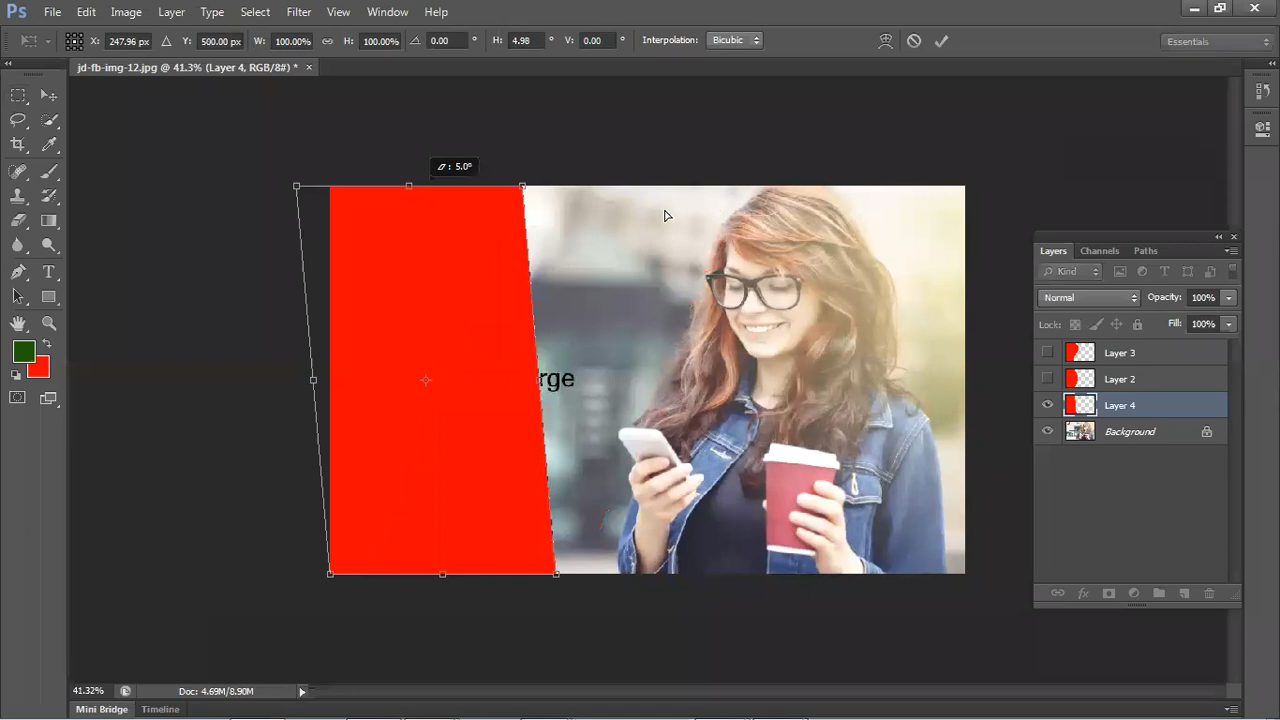 Ps File Edit Image Layer Type Select Filter View Window Help
X: 247.96 px Y: 500.00 px W: 100.00% H: 100.00% 0.00 ° H: 4.98 ° V: 0.00 ° Interpolation: Bicubic Essentials
jd-fb-img-12.jpg @ 41.3% (Layer 4, RGB/8#) * ×
: 5.0°
rge
Layers Channels Paths
Kind
Normal Opacity: 100%
Lock: Fill: 100%
Layer 3
Layer 2
Layer 4
Background
fx
41.32% Doc: 4.69M/8.90M
Mini Bridge Timeline